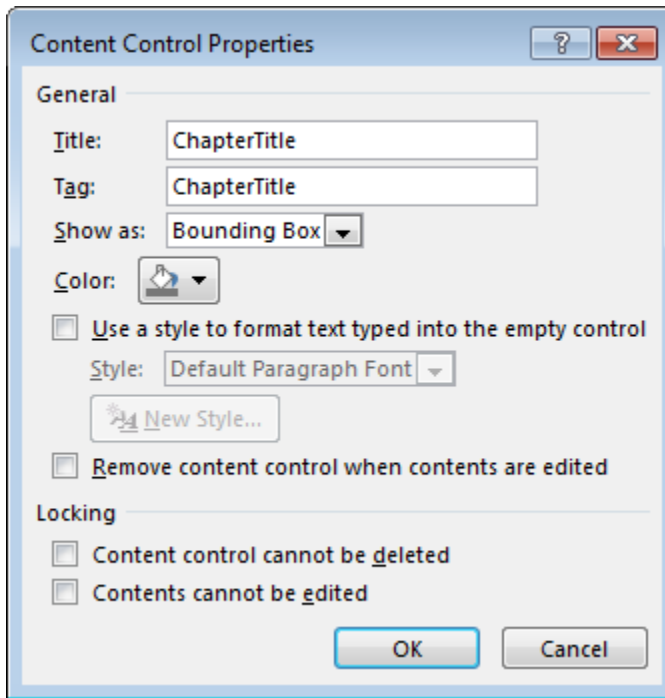 Content Control Properties
?
General
Title: ChapterTitle
Tag: ChapterTitle
Show as: Bounding Box
Color:
Use a style to format text typed into the empty control
Style: Default Paragraph Font
New Style...
Remove content control when contents are edited
Locking
Content control cannot be deleted
Contents cannot be edited
OK Cancel